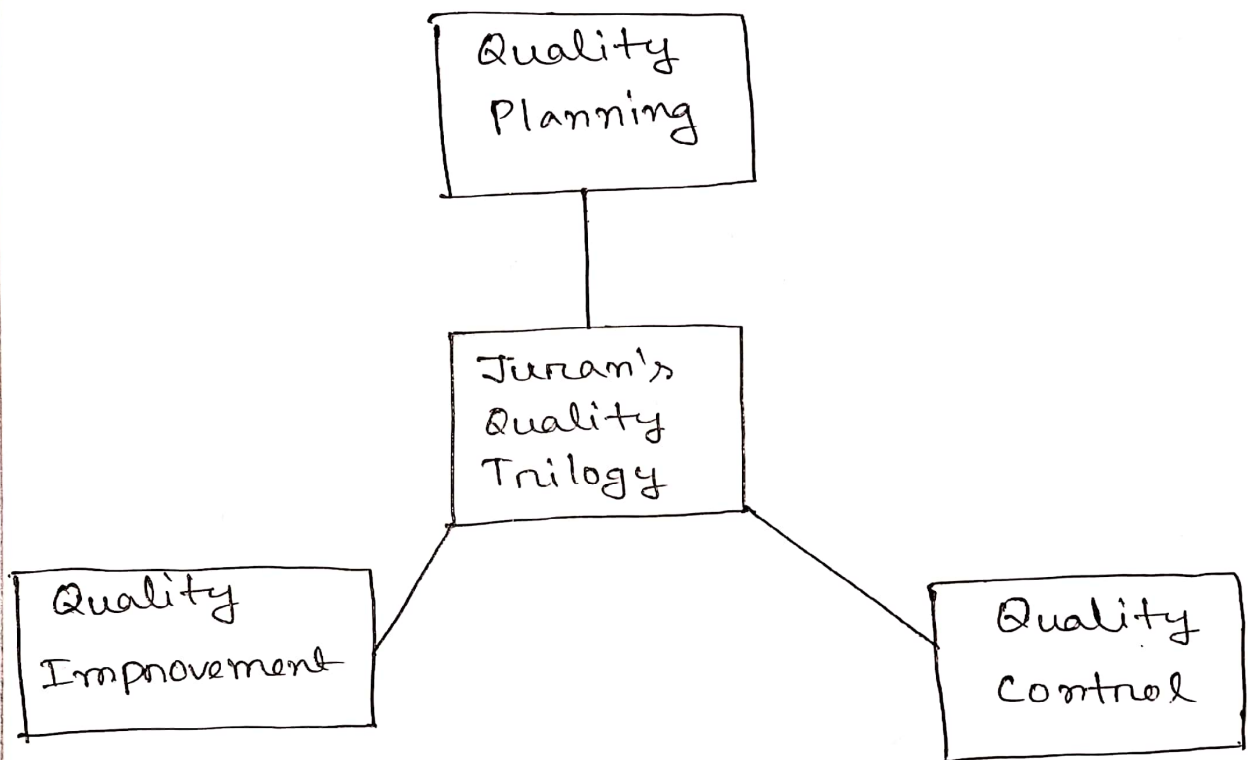 Quality
Planning
Juran's
Quality
Trilogy
Quality
Improvement
Quality
Control